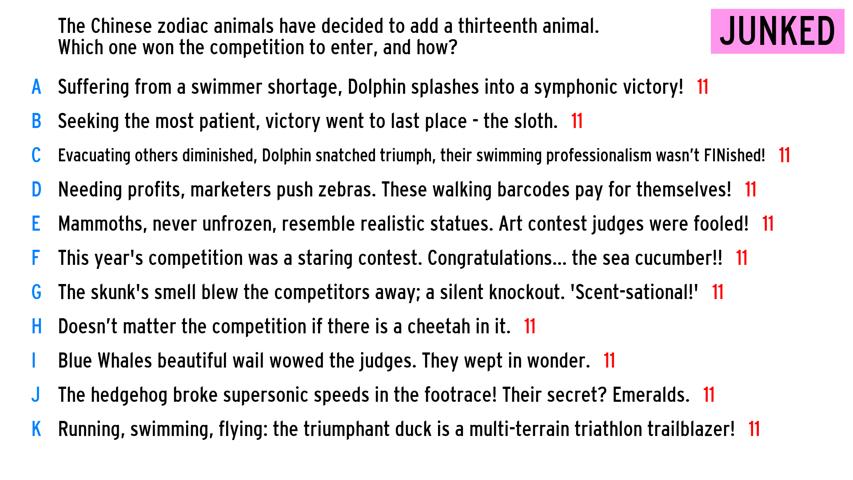 The Chinese zodiac animals have decided to add a thirteenth animal.
Which one won the competition to enter, and how?
JUNKED
A Suffering from a swimmer shortage, Dolphin splashes into a symphonic victory! 11
B Seeking the most patient, victory went to last place - the sloth. 11
C Evacuating others diminished, Dolphin snatched triumph, their swimming professionalism wasn't FINished! 11
D Needing profits, marketers push zebras. These walking barcodes pay for themselves! 11
E Mammoths, never unfrozen, resemble realistic statues. Art contest judges were fooled! 11
F This year's competition was a staring contest. Congratulations... the sea cucumber!! 11
G The skunk's smell blew the competitors away; a silent knockout. 'Scent-sational!' 11
H Doesn't matter the competition if there is a cheetah in it. 11
I Blue Whales beautiful wail wowed the judges. They wept in wonder. 11
J The hedgehog broke supersonic speeds in the footrace! Their secret? Emeralds. 11
K Running, swimming, flying: the triumphant duck is a multi-terrain triathlon trailblazer! 11